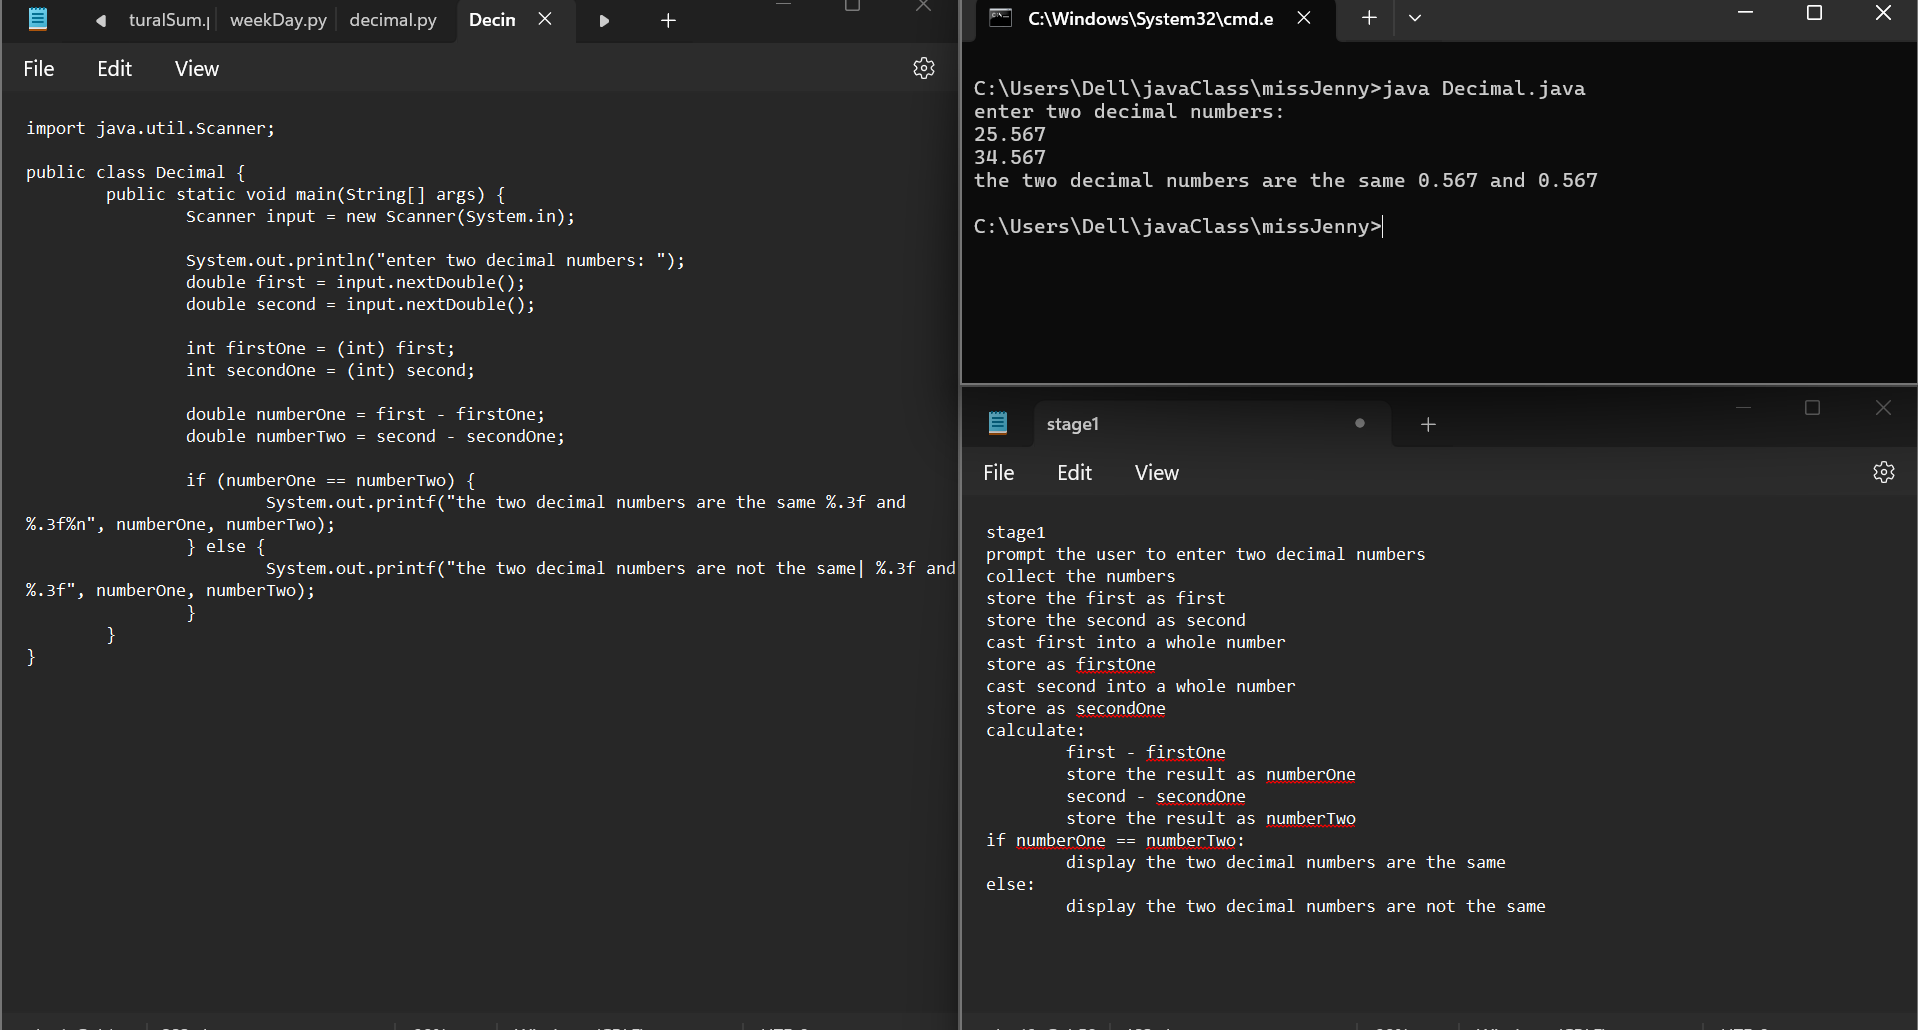 turalSum.p
weekDay.py
decimal.py
Decin
File
Edit
View
import java.util.Scanner;
public class Decimal {
public static void main(String[] args) {
Scanner input = new Scanner(System.in);
System.out.println("enter two decimal numbers: ");
double first = input.nextDouble();
double second = input.nextDouble();
int firstOne = (int) first;
int secondOne = (int) second;
double numberOne = first - firstOne;
double numberTwo = second - secondOne;
if (numberOne == numberTwo) {
System.out.printf("the two decimal numbers are the same %.3f and
%.3f%n", numberOne, numberTwo);
} else {
System.out.printf("the two decimal numbers are not the same| %.3f and
%.3f", numberOne, numberTwo);
}
}
}
C:\Windows\System32\cmd.e
C:\Users\Dell\javaClass\missJenny>java Decimal.java
enter two decimal numbers:
25.567
34.567
the two decimal numbers are the same 0.567 and 0.567
C:\Users\Dell\javaClass\missJenny>
stage1
File
Edit
View
stage1
prompt the user to enter two decimal numbers
collect the numbers
store the first as first
store the second as second
cast first into a whole number
store as firstOne
cast second into a whole number
store as secondOne
calculate:
first - firstOne
store the result as numberOne
second - secondOne
store the result as numberTwo
if numberOne == numberTwo:
display the two decimal numbers are the same
else:
display the two decimal numbers are not the same